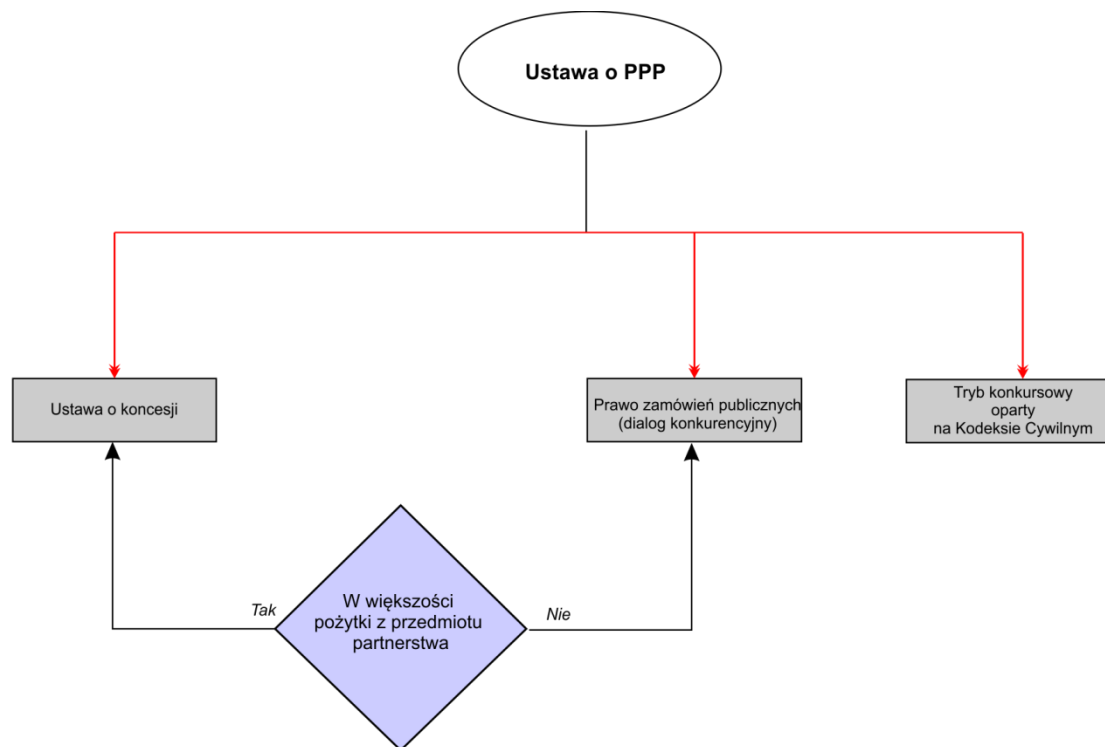 Ustawa o PPP
Ustawa o koncesji
Prawo zamówień publicznych
(dialog konkurencyjny)
Tryb konkursowy
oparty
na Kodeksie Cywilnym
Tak
W większości
pożytki z przedmiotu
partnerstwa
Nie